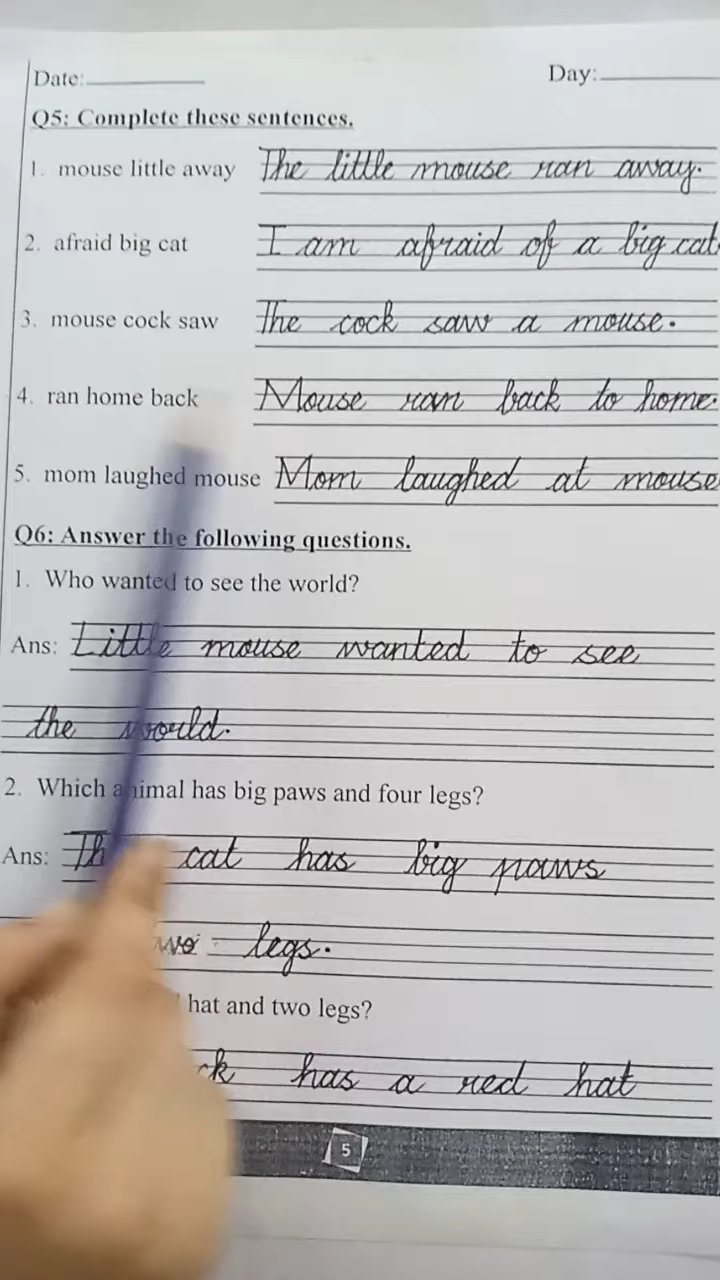 Date: Day:
Q5: Complete these sentences.
1. mouse little away The little mouse ran away.
2. afraid big cat I am afraid of a big cat
3. mouse cock saw The cock saw a mouse.
4. ran home back Mouse ran back to home.
5. mom laughed mouse Mom laughed at mouse
Q6: Answer the following questions.
1. Who wanted to see the world?
Ans: Little mouse wanted to see
the world.
2. Which animal has big paws and four legs?
Ans: cat has big paws
legs.
hat and two legs?
has a red hat
5